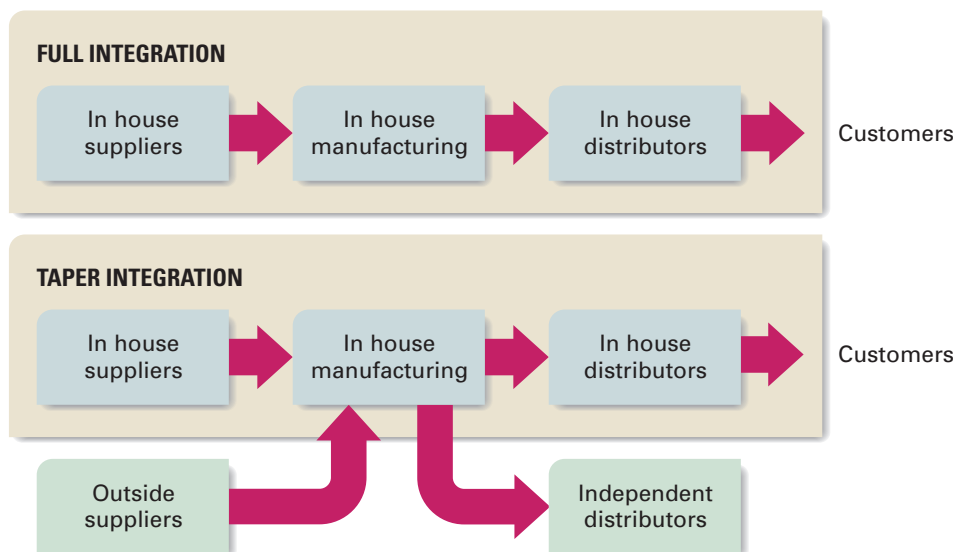 FULL INTEGRATION
In house
suppliers
In house
manufacturing
In house
distributors
Customers
TAPER INTEGRATION
In house
suppliers
In house
manufacturing
In house
distributors
Customers
Outside
suppliers
Independent
distributors